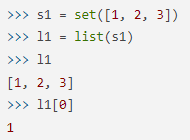 >>> s1 = set([1, 2, 3])
>>> l1 = list(s1)
>>> l1
[1, 2, 3]
>>> l1[0]
1